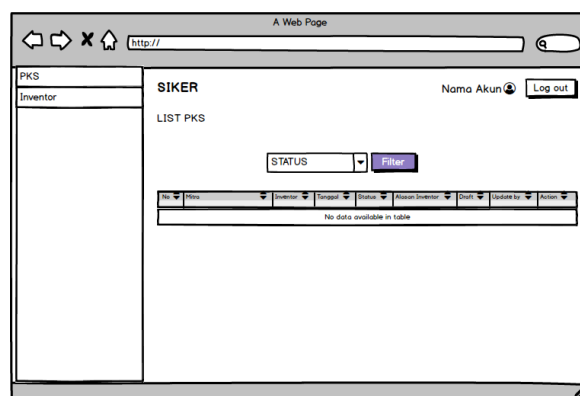 A Web Page
http://
PKS
Inventor
SIKER
Nama Akun
Log out
LIST PKS
STATUS
Filter
No Mitra Inventor Tanggal Status Alasan Inventor Draft Update by Action
No data available in table